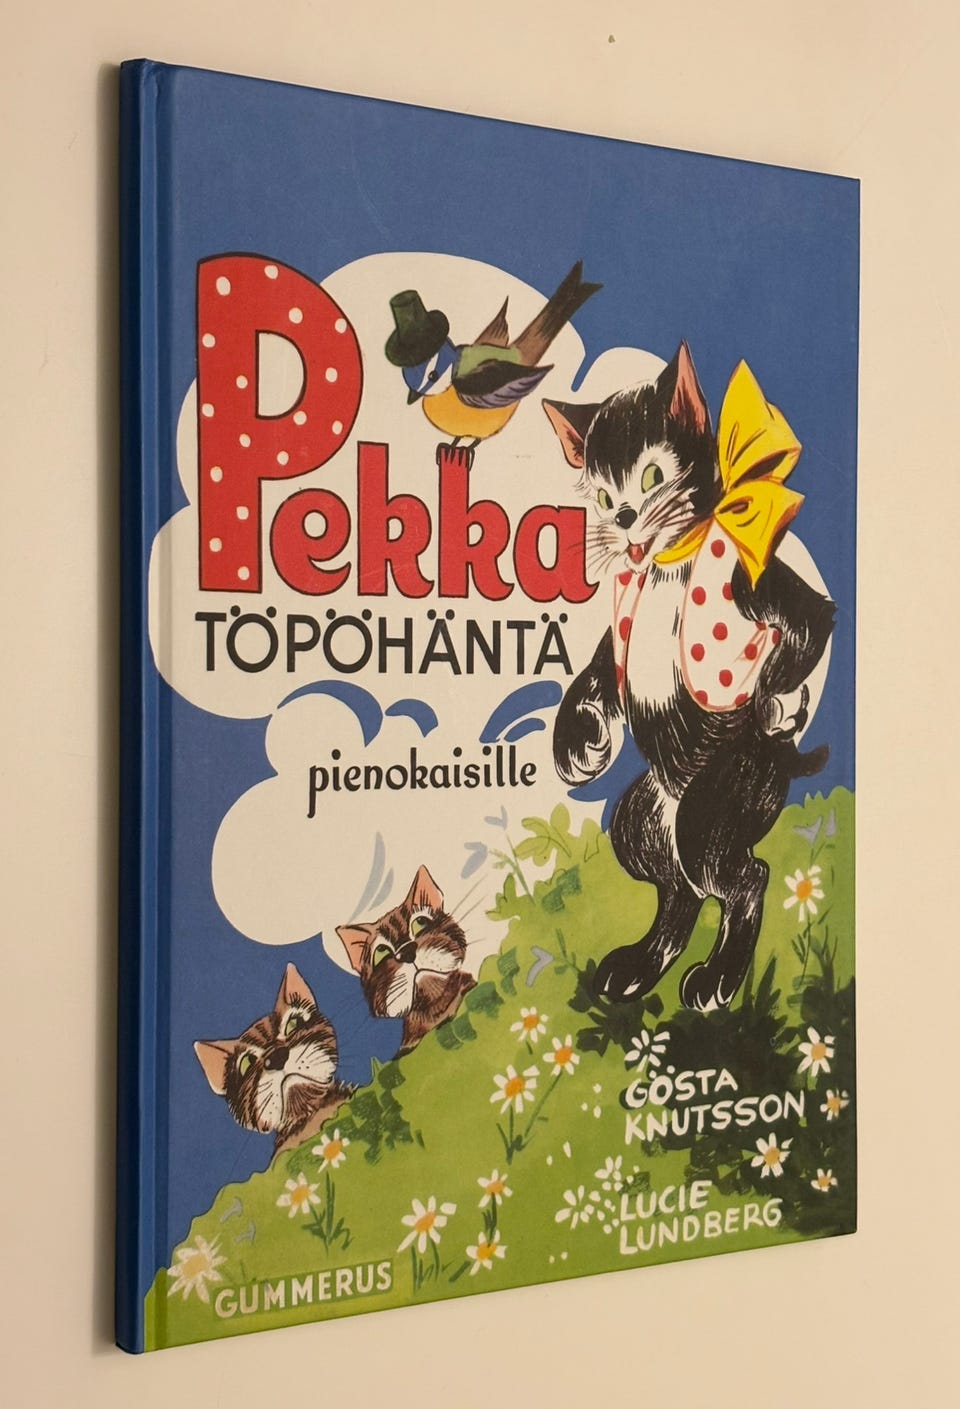 Pekka
TÖPÖHÄNTÄ
pienokaisille
GÖSTA
KNUTSSON
LUCIE
LUNDBERG
GUMMERUS